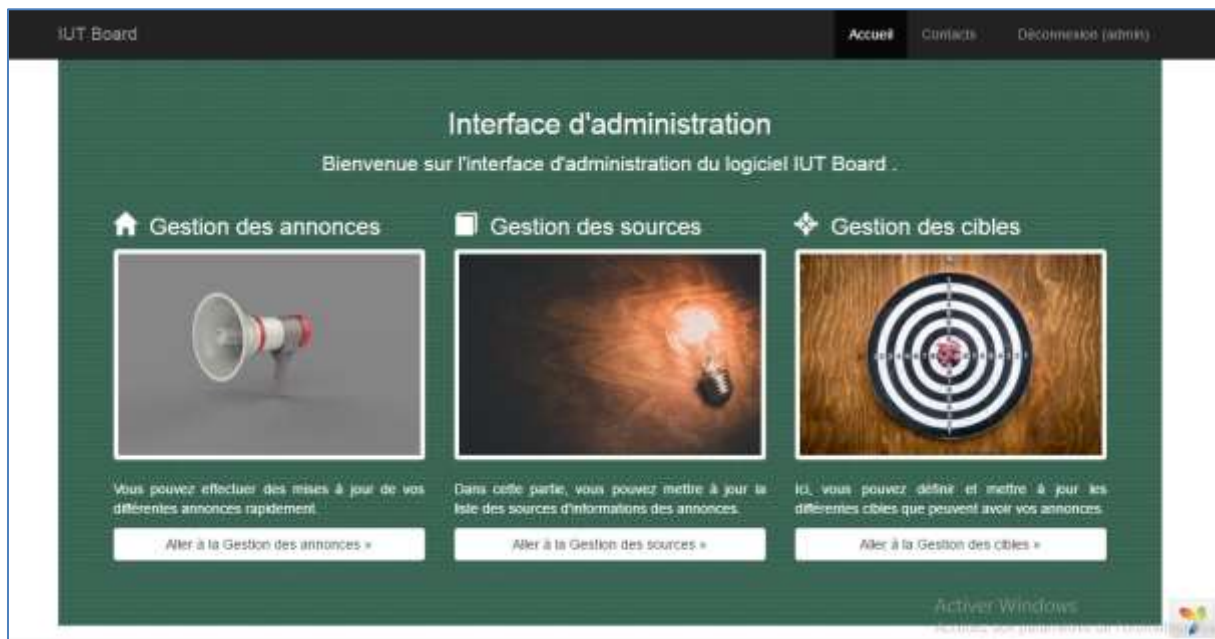 IUT Board
Accueil
Contacts
Déconnexion (admin)
Interface d'administration
Bienvenue sur l'interface d'administration du logiciel IUT Board .
Gestion des annonces
Gestion des sources
Gestion des cibles
Vous pouvez effectuer des mises à jour de vos
différentes annonces rapidement.
Dans cette partie, vous pouvez mettre à jour la
liste des sources d'informations des annonces.
Ici, vous pouvez définir et mettre à jour les
différentes cibles que peuvent avoir vos annonces.
Aller à la Gestion des annonces »
Aller à la Gestion des sources »
Aller à la Gestion des cibles »
Activer Windows